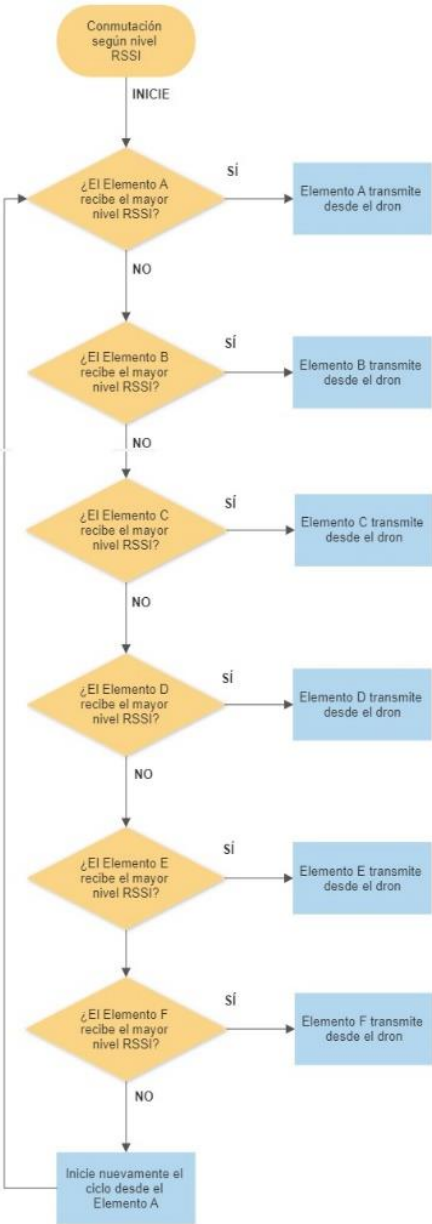 Conmutación
según nivel
RSSI
INICIE
¿El Elemento A
recibe el mayor
nivel RSSI?
SÍ
Elemento A transmite
desde el dron
NO
¿El Elemento B
recibe el mayor
nivel RSSI?
SÍ
Elemento B transmite
desde el dron
NO
¿El Elemento C
recibe el mayor
nivel RSSI?
SÍ
Elemento C transmite
desde el dron
NO
¿El Elemento D
recibe el mayor
nivel RSSI?
SÍ
Elemento D transmite
desde el dron
NO
¿El Elemento E
recibe el mayor
nivel RSSI?
SÍ
Elemento E transmite
desde el dron
¿El Elemento F
recibe el mayor
nivel RSSI?
SÍ
Elemento F transmite
desde el dron
NO
Inicie nuevamente el
ciclo desde el
Elemento A